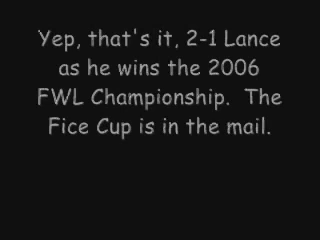 Yep, that's it, 2-1 Lance
as he wins the 2006
FWL Championship.  The
Fice Cup is in the mail.